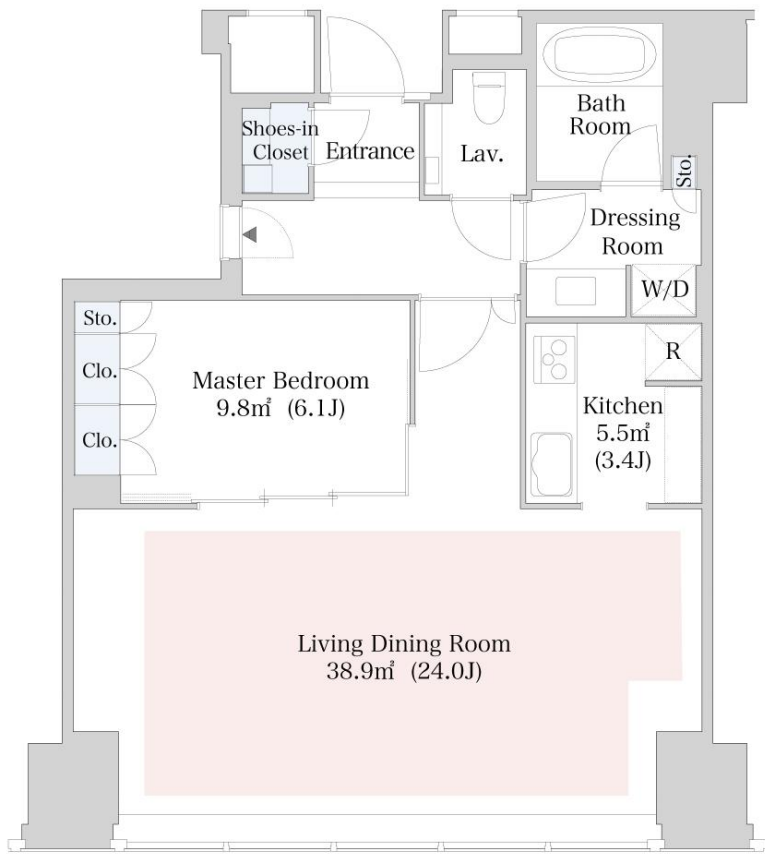 Bath
Room
Shoes-in
Closet
Entrance
Lav.
Sto.
Dressing
Room
W/D
Sto.
Clo.
Clo.
Master Bedroom
9.8㎡ (6.1J)
R
Kitchen
5.5㎡
(3.4J)
Living Dining Room
38.9㎡ (24.0J)